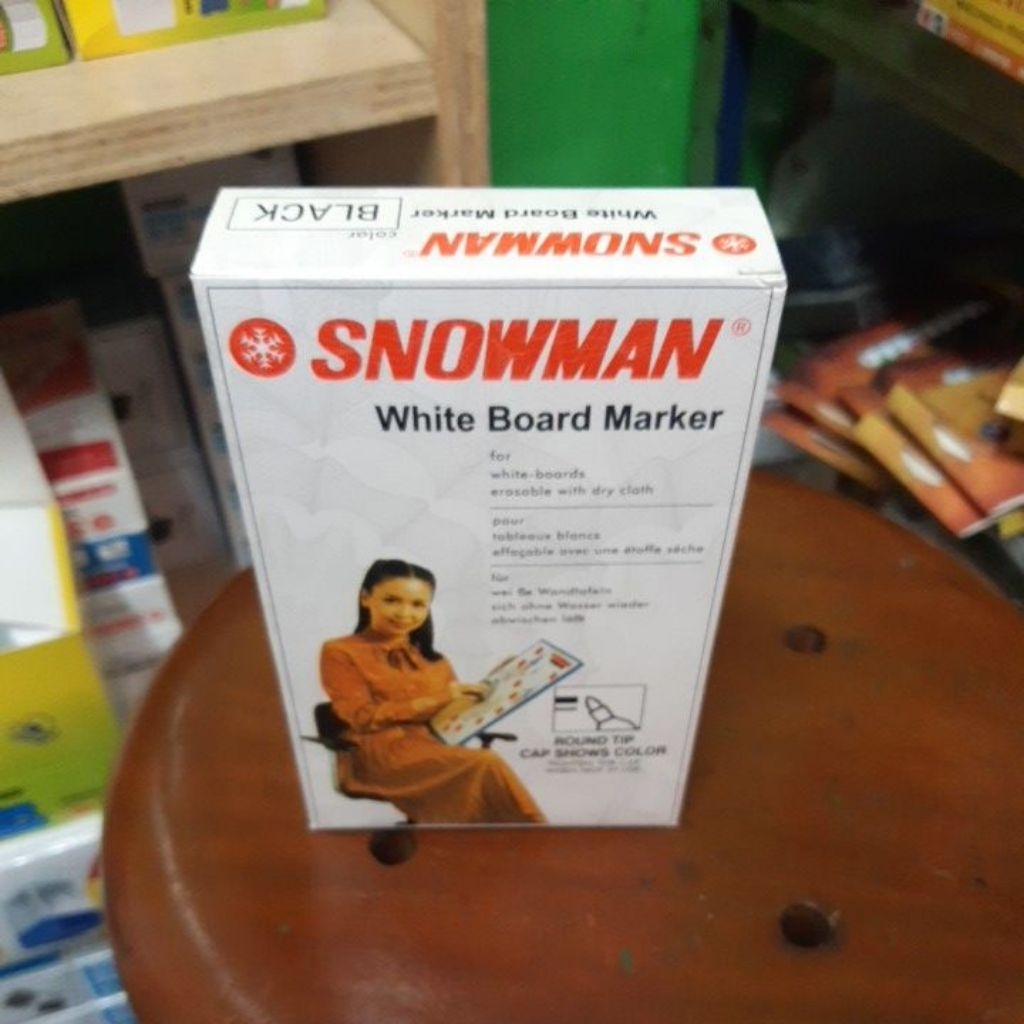 SNOWMAN®
White Board Marker
color
BLACK
SNOWMAN®
White Board Marker
for
white-boards
erasable with dry cloth
pour
tableaux blancs
effaçable avec une étoffe sèche
für
wei ße Wandtafeln
sich ohne Wasser wieder
abwischen läßt
ROUND TIP
CAP SHOWS COLOR